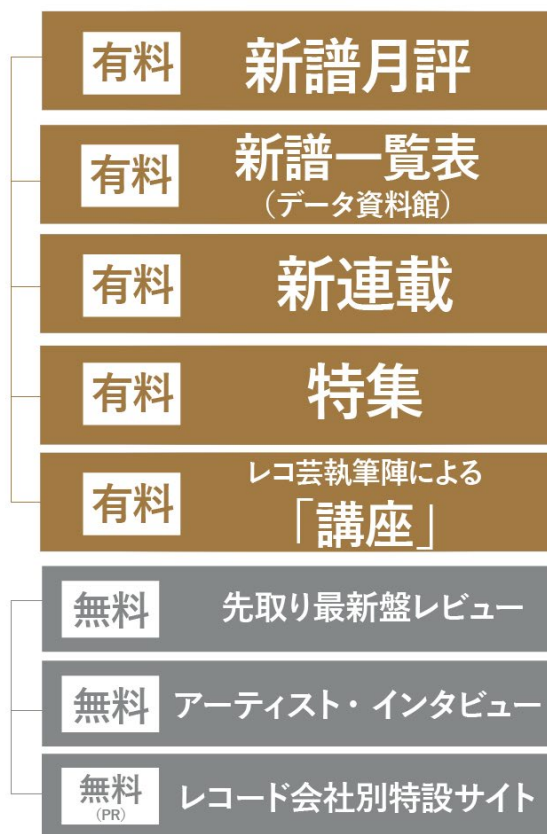 有料 新譜月評
有料 新譜一覧表
（データ資料館）
有料 新連載
有料 特集
有料 レコ芸執筆陣による
「講座」
無料 先取り最新盤レビュー
無料 アーティスト・インタビュー
無料 レコード会社別特設サイト
（PR）